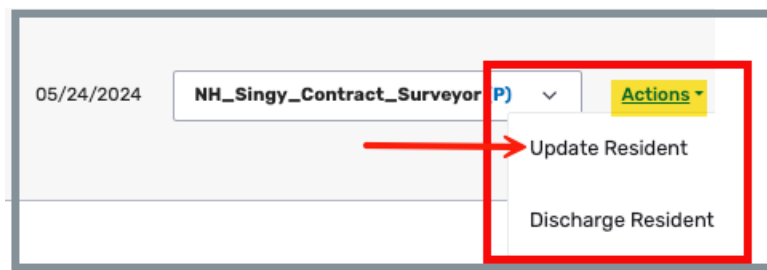 05/24/2024 NH_Singy_Contract_Surveyor (P) Actions
Update Resident
Discharge Resident